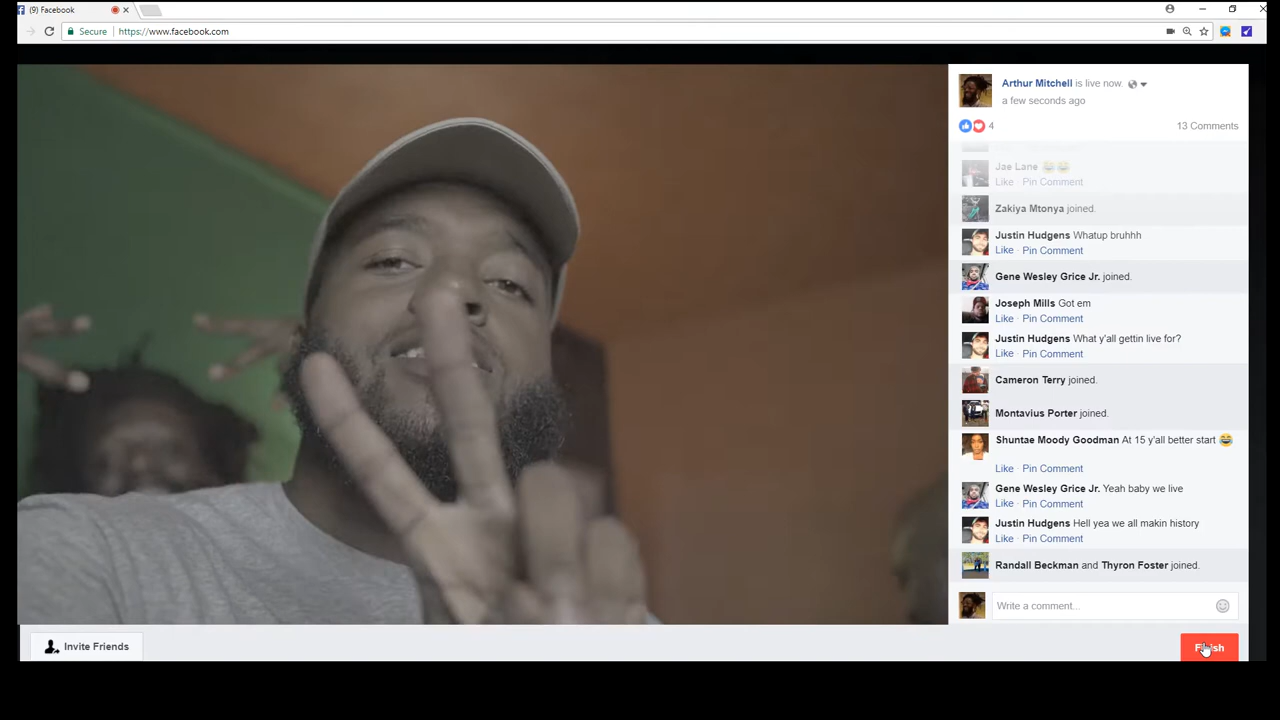 (9) Facebook
Secure
https://www.facebook.com
Arthur Mitchell is live now.
a few seconds ago
4
13 Comments
Jae Lane 😂😂
Like · Pin Comment
Zakiya Mtonya joined.
Justin Hudgens Whatup bruhhh
Like · Pin Comment
Gene Wesley Grice Jr. joined.
Joseph Mills Got em
Like · Pin Comment
Justin Hudgens What y'all gettin live for?
Like · Pin Comment
Cameron Terry joined.
Montavius Porter joined.
Shuntae Moody Goodman At 15 y'all better start 😂
Like · Pin Comment
Gene Wesley Grice Jr. Yeah baby we live
Like · Pin Comment
Justin Hudgens Hell yea we all makin history
Like · Pin Comment
Randall Beckman and Thyron Foster joined.
Write a comment...
Invite Friends
Finish